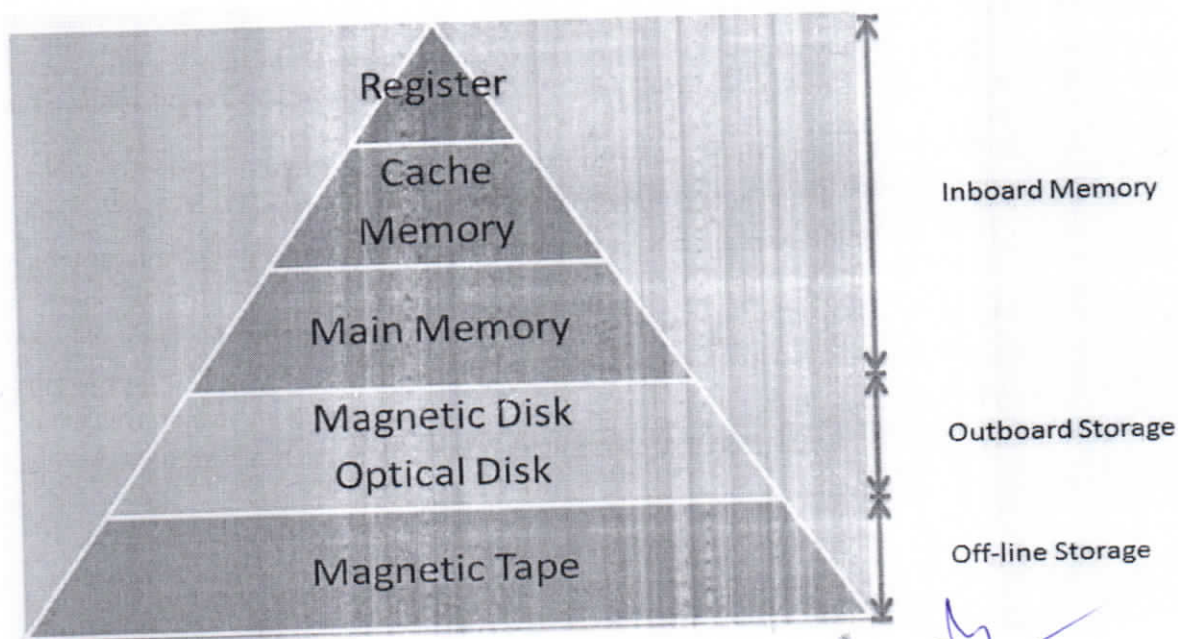 Register
Cache
Memory
Inboard Memory
Main Memory
Magnetic Disk
Optical Disk
Outboard Storage
Magnetic Tape
Off-line Storage